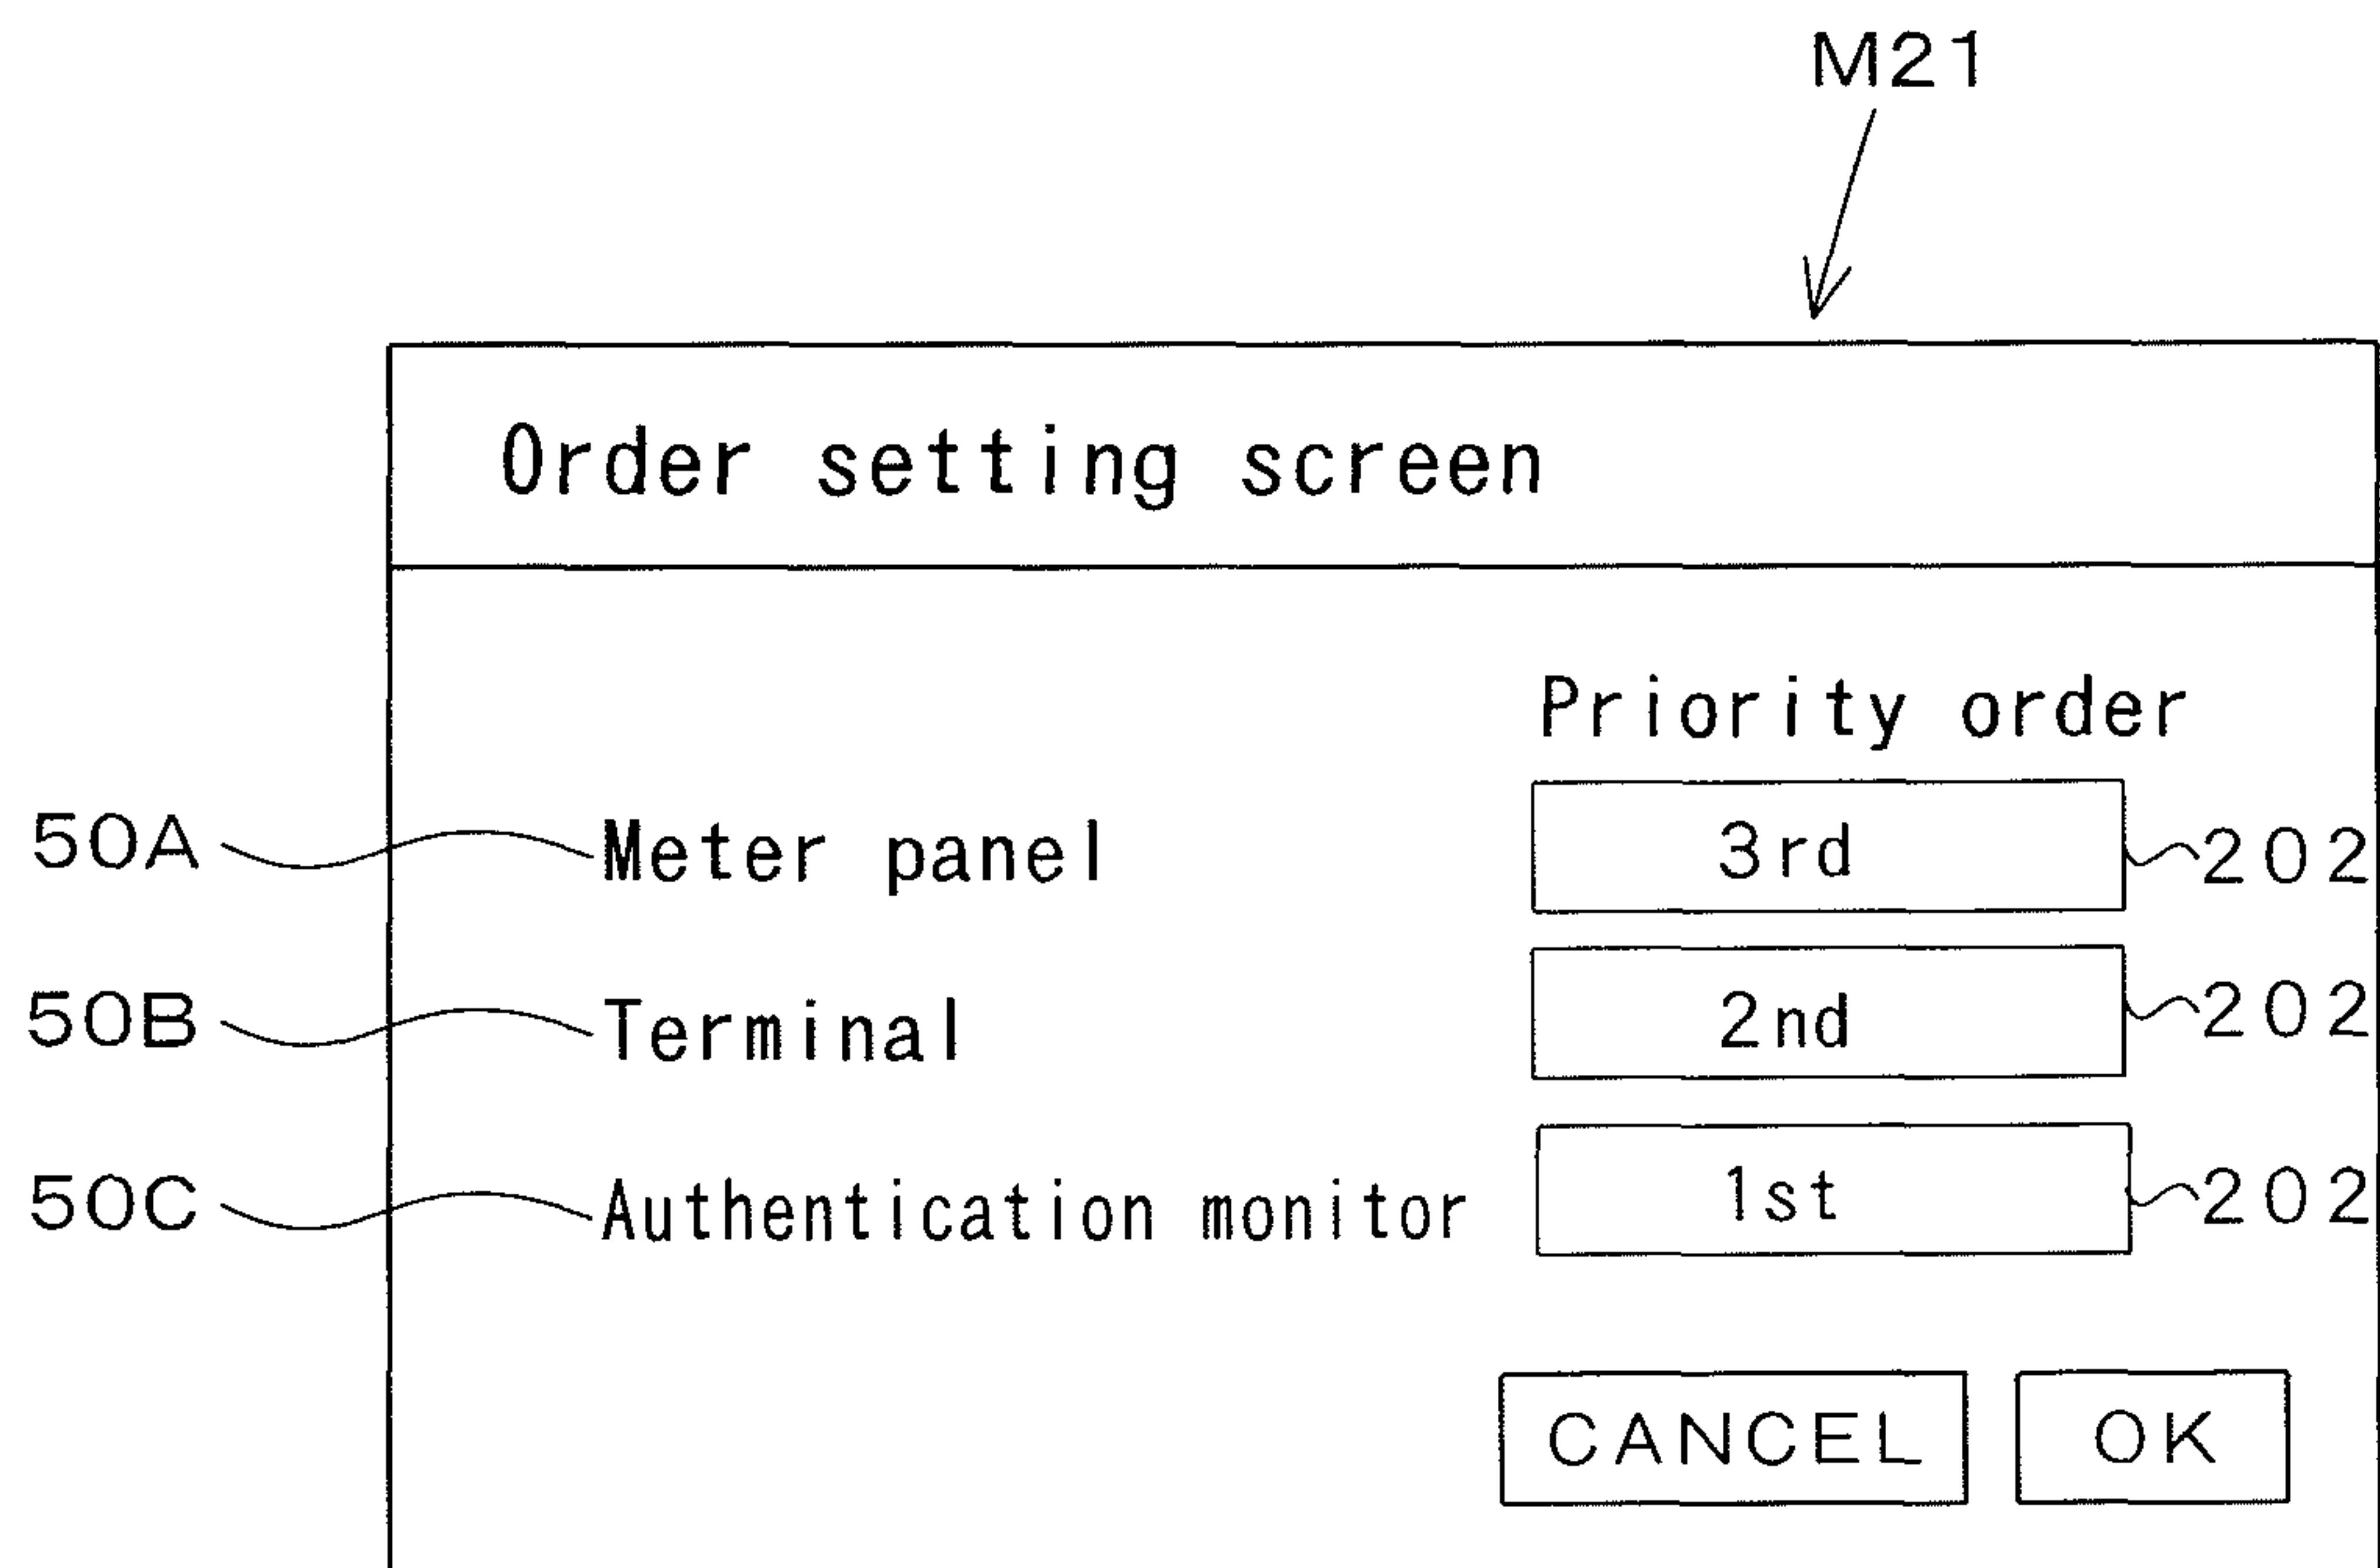 M21
Order setting screen
Priority order
50A Meter panel 3rd 202
50B Terminal 2nd 202
50C Authentication monitor 1st 202
CANCEL OK